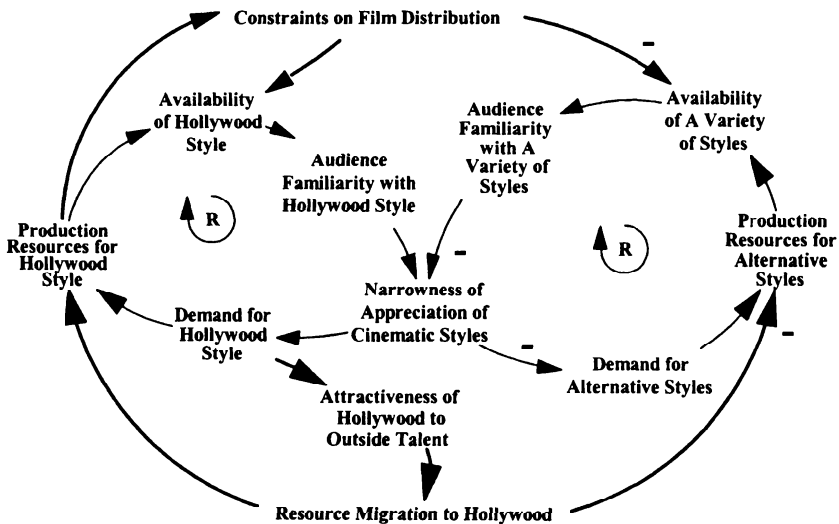 Constraints on Film Distribution
-
Availability
of Hollywood
Style
Audience
Familiarity
with A
Variety of
Styles
Availability
of A Variety
of Styles
Audience
Familiarity with
Hollywood Style
R
Production
Resources for
Hollywood
Style
R
Production
Resources for
Alternative
Styles
-
Narrowness of
Appreciation of
Cinematic Styles
Demand for
Hollywood
Style
-
Demand for
Alternative Styles
-
Attractiveness of
Hollywood to
Outside Talent
Resource Migration to Hollywood